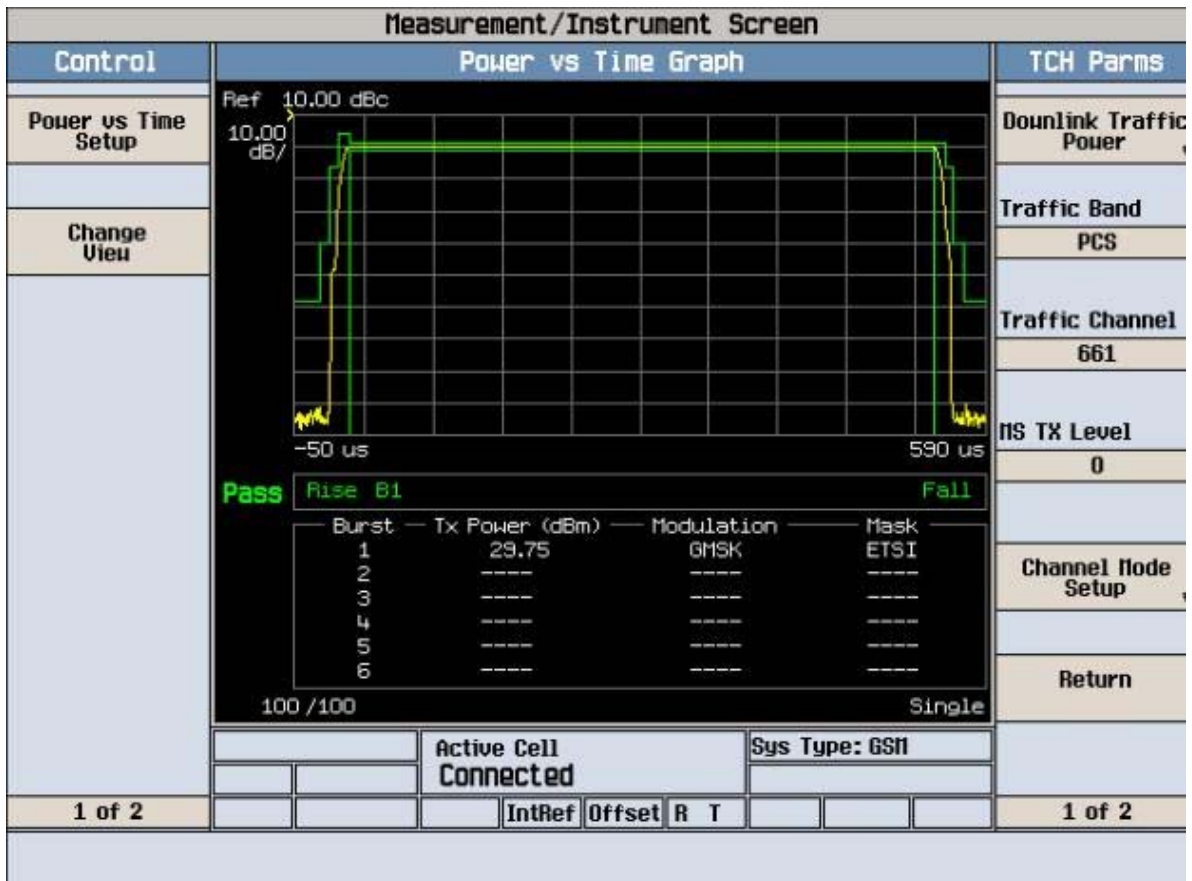 Measurement/Instrument Screen
Control
Power vs Time Graph
TCH Parms
Power vs Time
Setup
Change
View
1 of 2
Ref 10.00 dBc
10.00
dB/
-50 us
590 us
Pass
Rise B1
Fall
Burst Tx Power (dBm) Modulation Mask
1 29.75 GMSK ETSI
2 ---- ---- ----
3 ---- ---- ----
4 ---- ---- ----
5 ---- ---- ----
6 ---- ---- ----
100 /100
Single
Active Cell
Connected
Sys Type: GSM
IntRef Offset R T
Downlink Traffic
Power
Traffic Band
PCS
Traffic Channel
661
MS TX Level
0
Channel Mode
Setup
Return
1 of 2